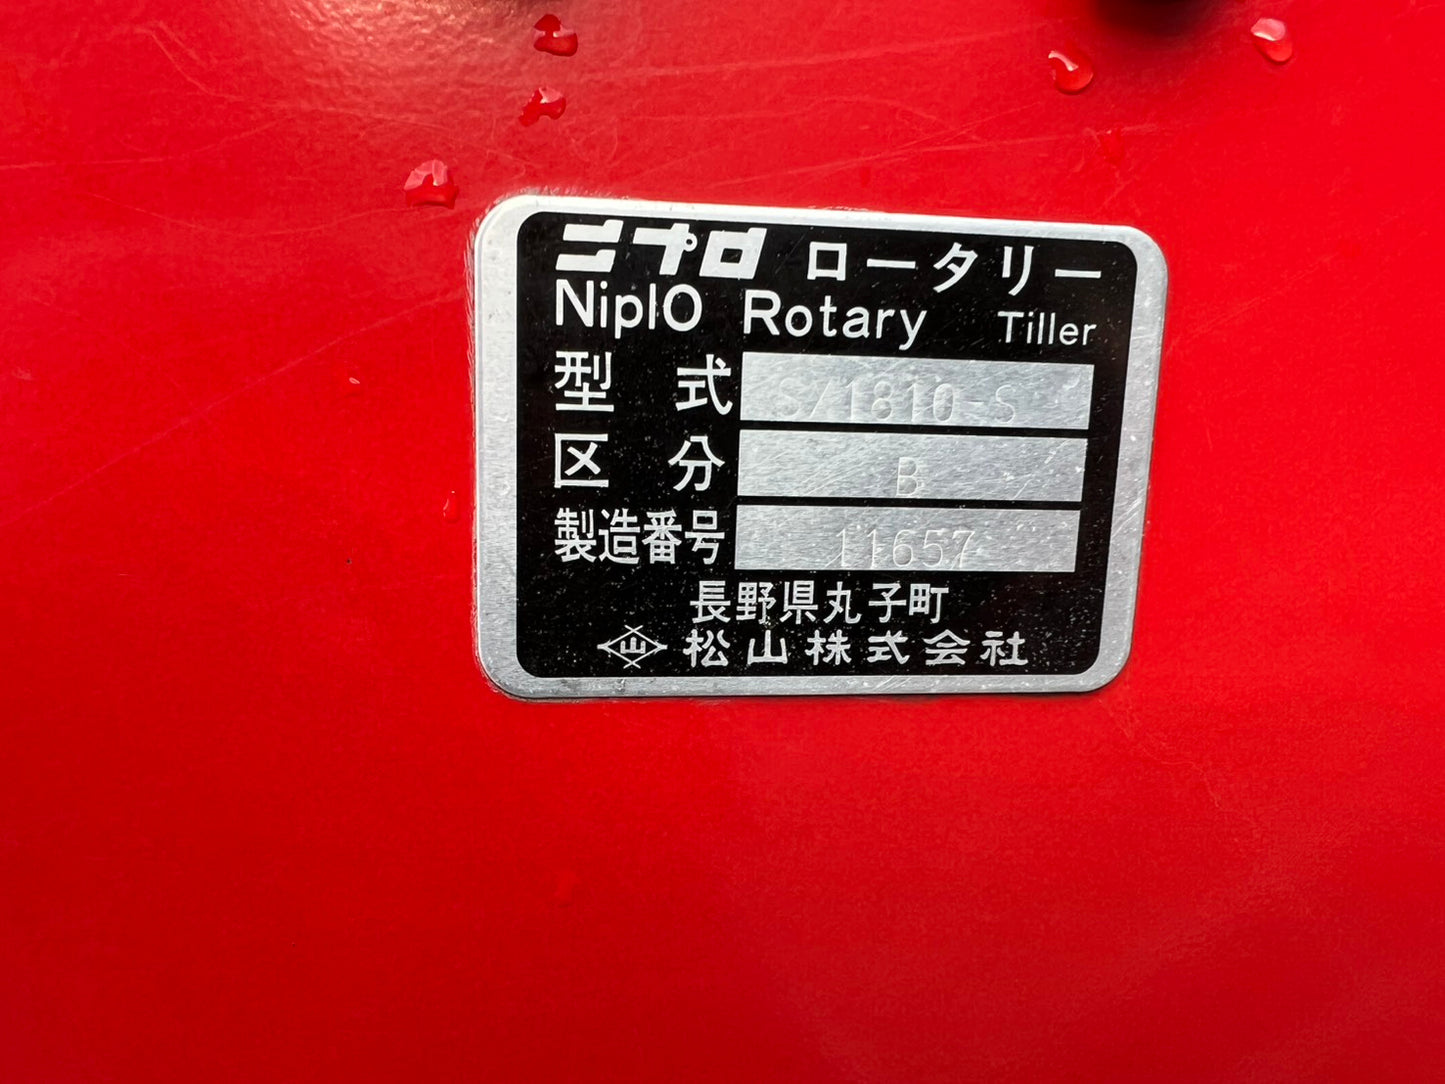 ニプロ ロータリー
NiplO Rotary Tiller
型式 S/1810-S
区分 B
製造番号 11657
長野県丸子町
山 松山株式会社